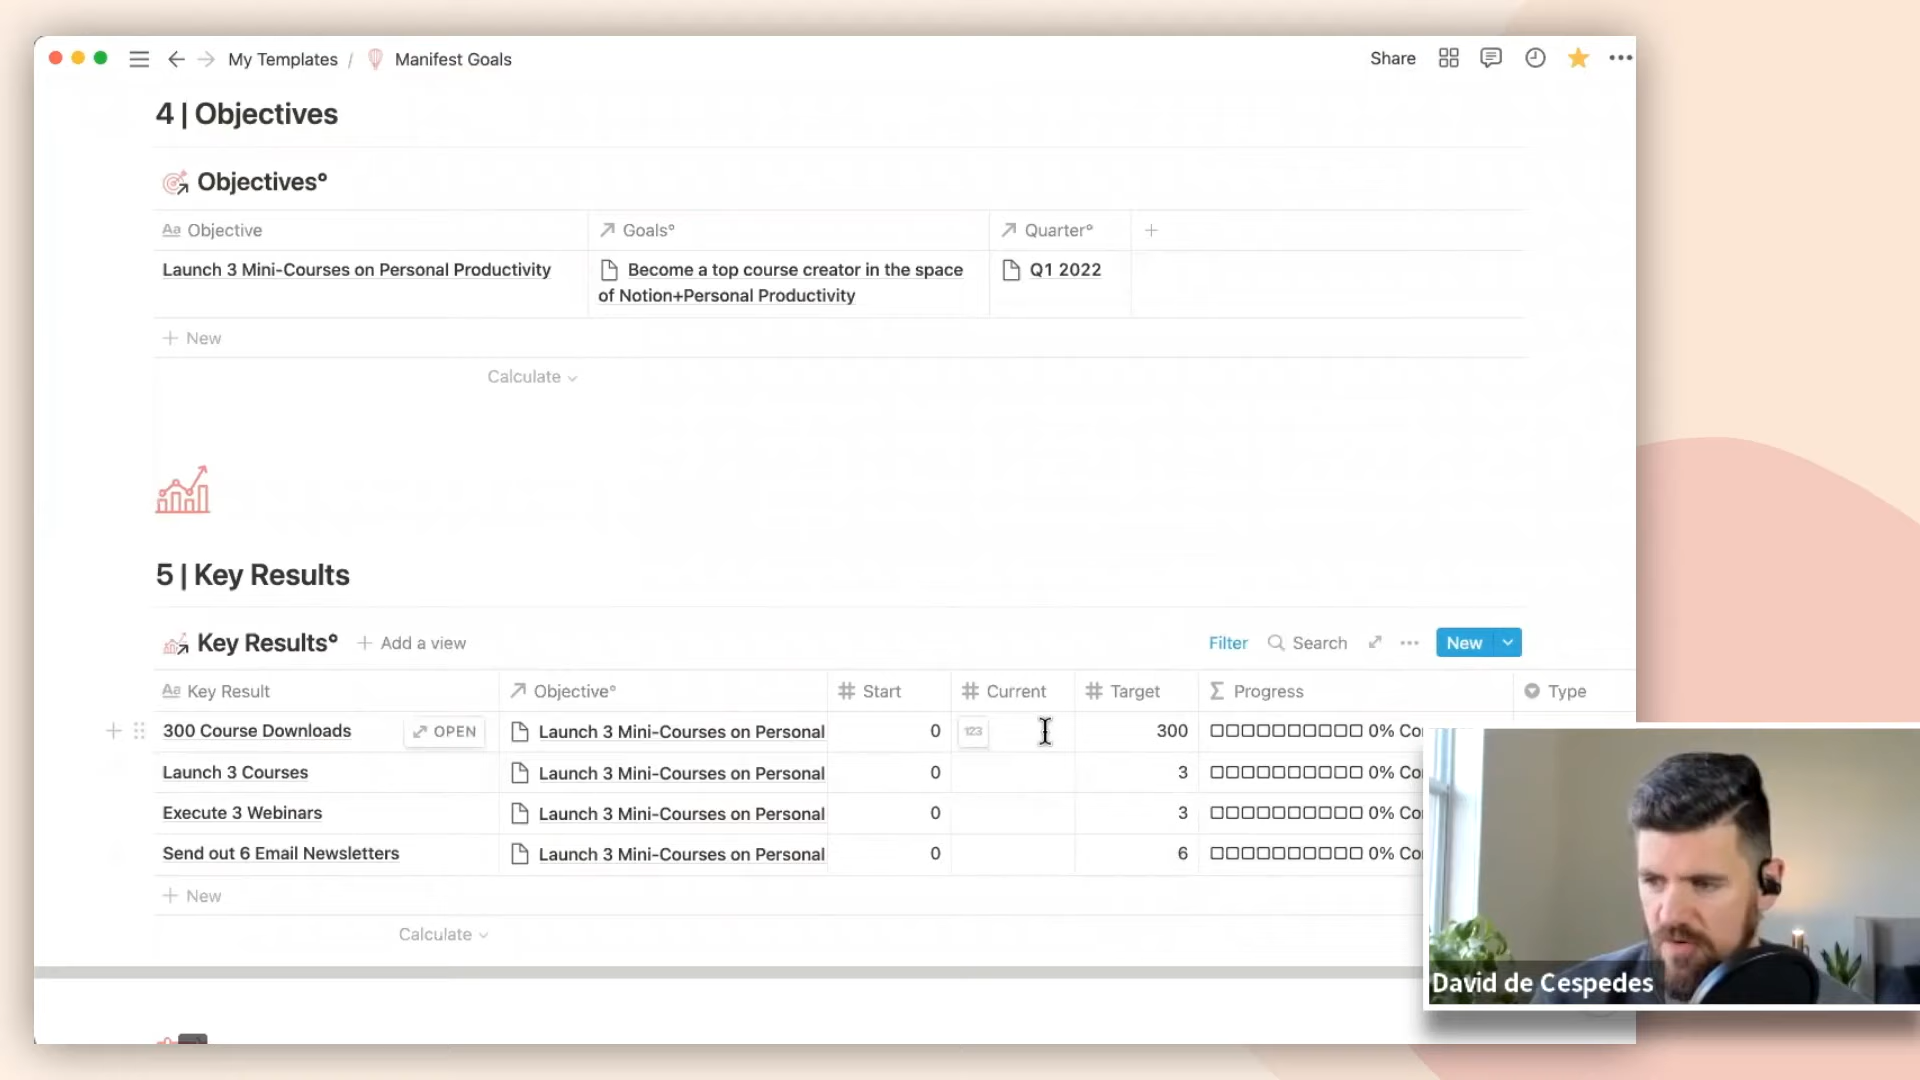 My Templates / Manifest Goals Share
4 | Objectives
Objectives°
Aa Objective Goals° Quarter°
Launch 3 Mini-Courses on Personal Productivity Become a top course creator in the space of Notion+Personal Productivity Q1 2022
New
Calculate
5 | Key Results
Key Results° Add a view Filter Search New
Aa Key Result Objective° # Start # Current # Target Σ Progress Type
300 Course Downloads OPEN Launch 3 Mini-Courses on Personal 0 123 300 0% Co
Launch 3 Courses Launch 3 Mini-Courses on Personal 0 3 0% Co
Execute 3 Webinars Launch 3 Mini-Courses on Personal 0 3 0% Co
Send out 6 Email Newsletters Launch 3 Mini-Courses on Personal 0 6 0% Co
New
Calculate
David de Cespedes